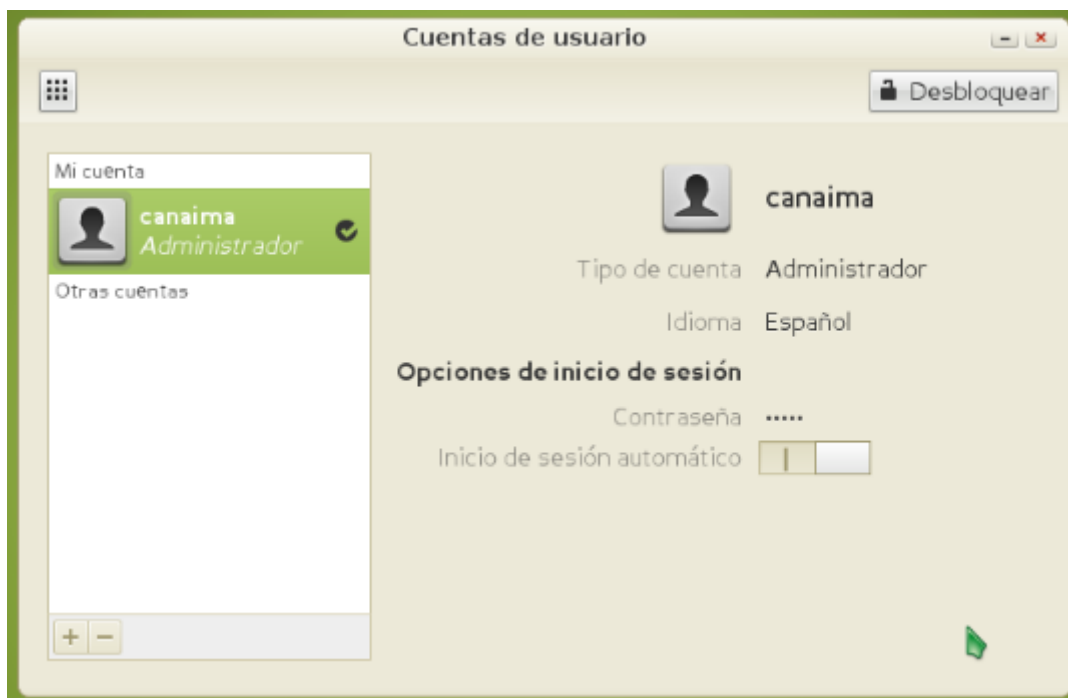 Cuentas de usuario
Desbloquear
Mi cuenta
canaima
Administrador
Otras cuentas
canaima
Tipo de cuenta Administrador
Idioma Español
Opciones de inicio de sesión
Contraseña •••••
Inicio de sesión automático